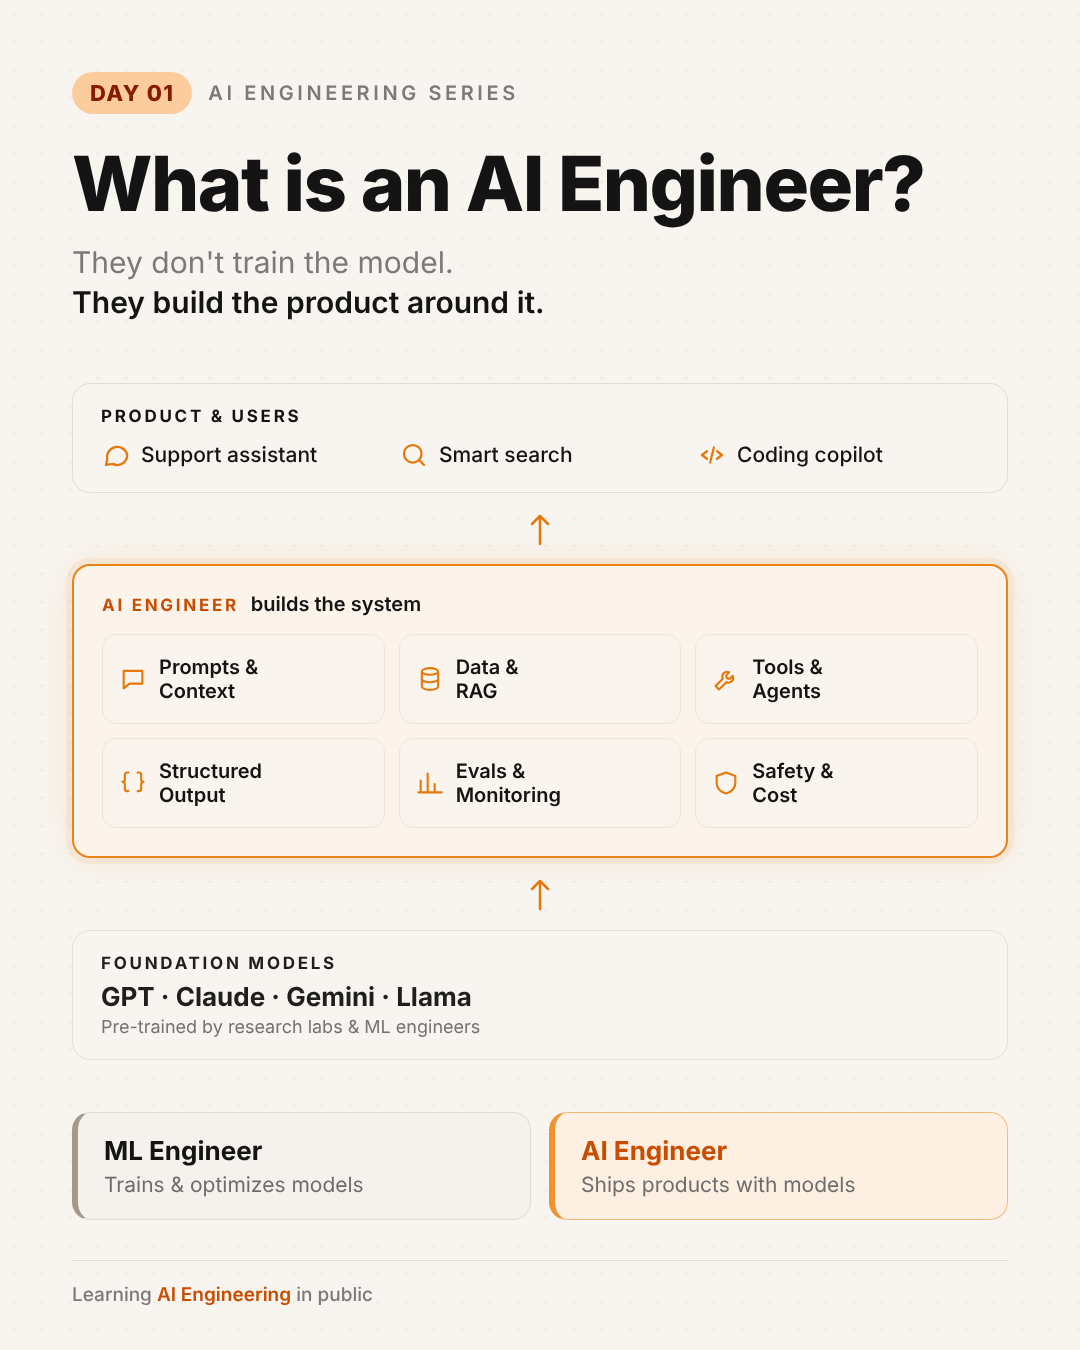 DAY 01 AI ENGINEERING SERIES
What is an AI Engineer?
They don't train the model.
They build the product around it.
PRODUCT & USERS
Support assistant
Smart search
Coding copilot
AI ENGINEER builds the system
Prompts &
Context
Data &
RAG
Tools &
Agents
Structured
Output
Evals &
Monitoring
Safety &
Cost
FOUNDATION MODELS
GPT · Claude · Gemini · Llama
Pre-trained by research labs & ML engineers
ML Engineer
Trains & optimizes models
AI Engineer
Ships products with models
Learning AI Engineering in public